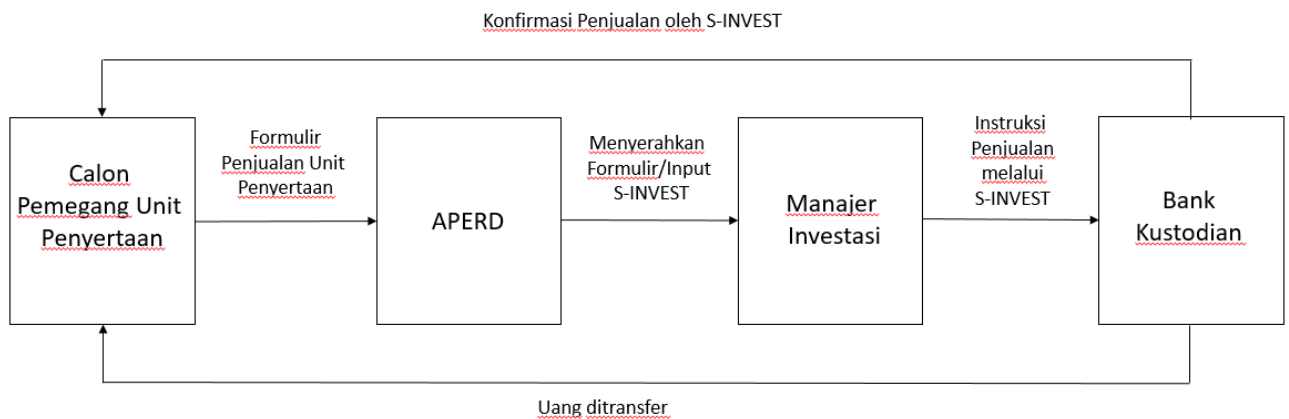 Konfirmasi Penjualan oleh S-INVEST
Calon
Pemegang Unit
Penyertaan
Formulir
Penjualan Unit
Penyertaan
APERD
Menyerahkan
Formulir/Input
S-INVEST
Manajer
Investasi
Instruksi
Penjualan
melalui
S-INVEST
Bank
Kustodian
Uang ditransfer